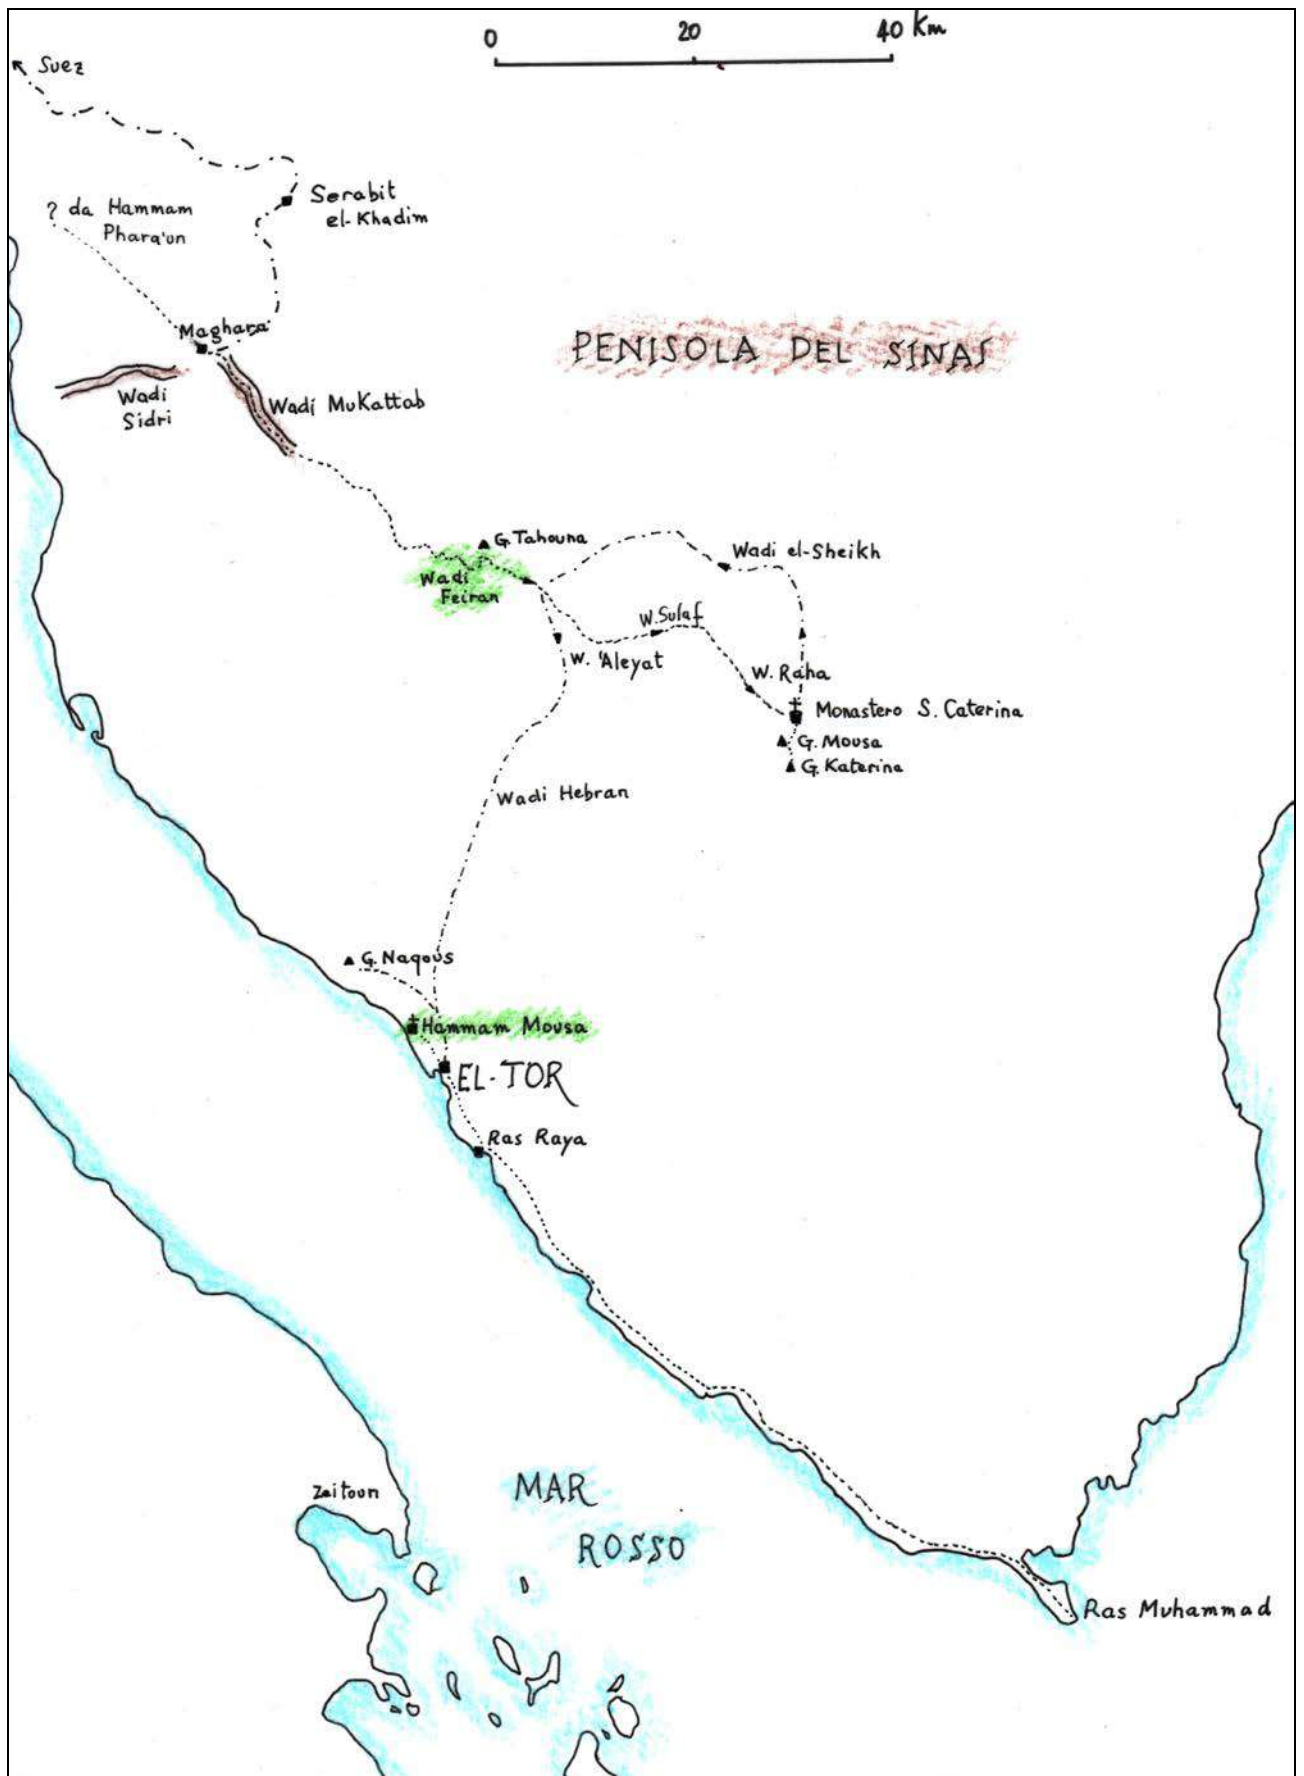 0 20 40 Km
Suez
Serabit
el-Khadim
? da Hammam
Phara'un
Maghara
PENISOLA DEL SINAI
Wadi
Sidri
Wadi Mukattab
G. Tahouna
Wadi el-Sheikh
Wadi
Feiran
W. Sulaf
W. 'Aleyat
W. Raha
Monastero S. Caterina
G. Mousa
G. Katerina
Wadi Hebran
G. Naqous
Hammam Mousa
EL-TOR
Ras Raya
Zeitoun
MAR
ROSSO
Ras Muhammad